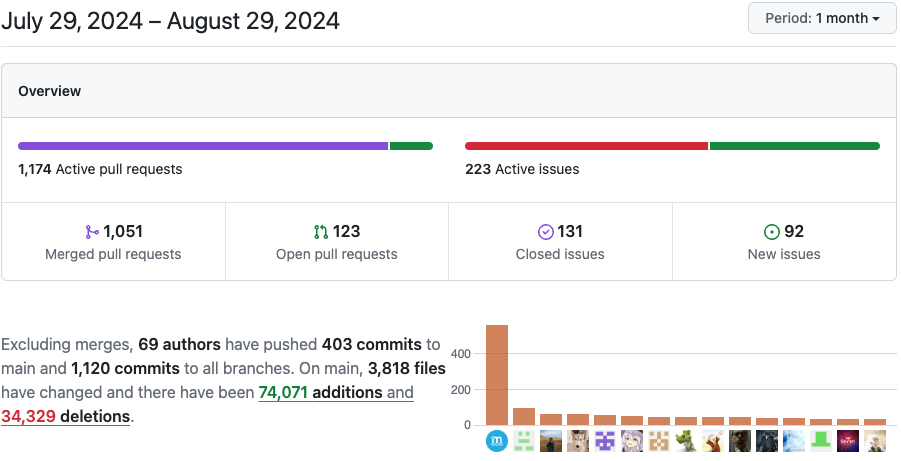 July 29, 2024 – August 29, 2024
Period: 1 month
Overview
1,174 Active pull requests
223 Active issues
1,051
Merged pull requests
123
Open pull requests
131
Closed issues
92
New issues
Excluding merges, 69 authors have pushed 403 commits to
main and 1,120 commits to all branches. On main, 3,818 files
have changed and there have been 74,071 additions and
34,329 deletions.
400
200
0
m